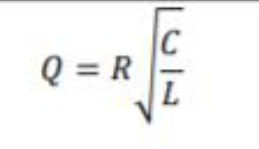 Q = R √(C/L)